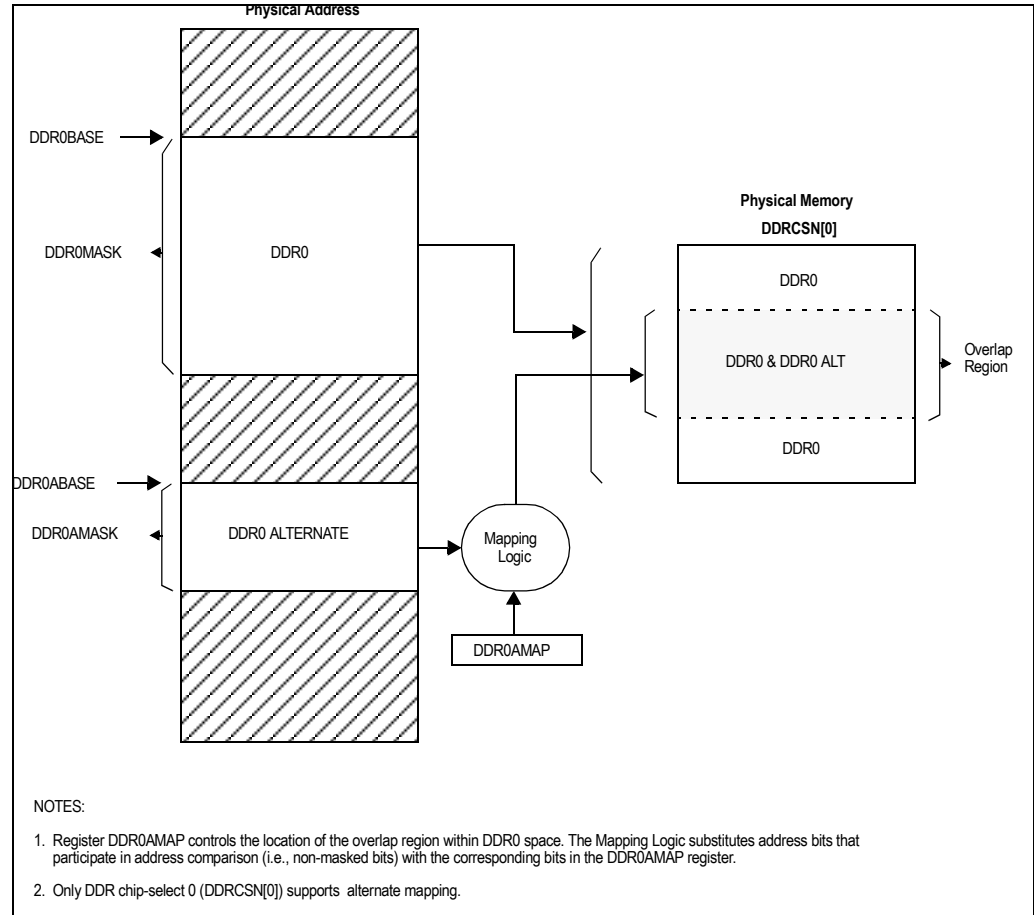 Physical Address
DDR0BASE
DDR0MASK
DDR0
Physical Memory
DDRCSN[0]
DDR0
DDR0 & DDR0 ALT
Overlap
Region
DDR0
DDR0ABASE
DDR0AMASK
DDR0 ALTERNATE
Mapping
Logic
DDR0AMAP
NOTES:
1. Register DDR0AMAP controls the location of the overlap region within DDR0 space. The Mapping Logic substitutes address bits that
participate in address comparison (i.e., non-masked bits) with the corresponding bits in the DDR0AMAP register.
2. Only DDR chip-select 0 (DDRCSN[0]) supports alternate mapping.